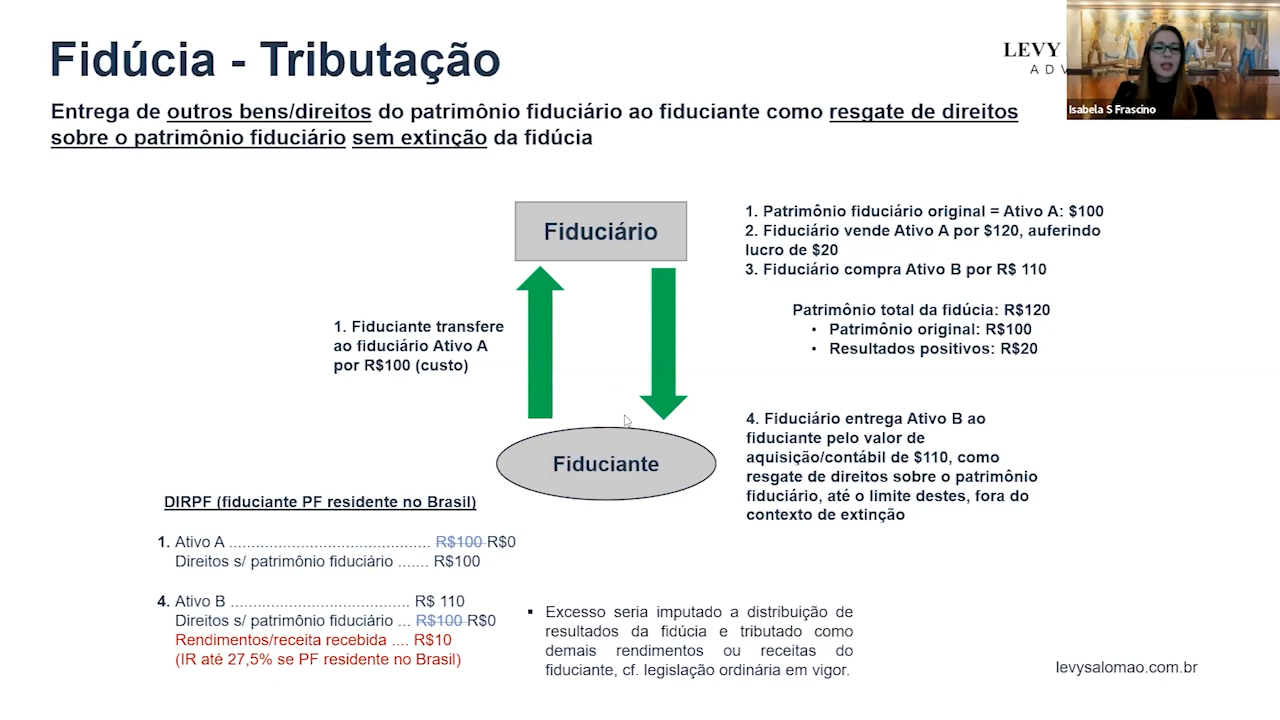 Fidúcia - Tributação
LEVY
ADV
Isabela S Frascino
Entrega de outros bens/direitos do patrimônio fiduciário ao fiduciante como resgate de direitos
sobre o patrimônio fiduciário sem extinção da fidúcia
Fiduciário
1. Patrimônio fiduciário original = Ativo A: $100
2. Fiduciário vende Ativo A por $120, auferindo
lucro de $20
3. Fiduciário compra Ativo B por R$ 110
Patrimônio total da fidúcia: R$120
• Patrimônio original: R$100
• Resultados positivos: R$20
1. Fiduciante transfere
ao fiduciário Ativo A
por R$100 (custo)
4. Fiduciário entrega Ativo B ao
fiduciante pelo valor de
aquisição/contábil de $110, como
resgate de direitos sobre o patrimônio
fiduciário, até o limite destes, fora do
contexto de extinção
Fiduciante
DIRPF (fiduciante PF residente no Brasil)
1. Ativo A ............................................. R$100 R$0
Direitos s/ patrimônio fiduciário ....... R$100
4. Ativo B ........................................ R$ 110
Direitos s/ patrimônio fiduciário ... R$100 R$0
Rendimentos/receita recebida .... R$10
(IR até 27,5% se PF residente no Brasil)
▪ Excesso seria imputado a distribuição de
resultados da fidúcia e tributado como
demais rendimentos ou receitas do
fiduciante, cf. legislação ordinária em vigor.
levysalomao.com.br